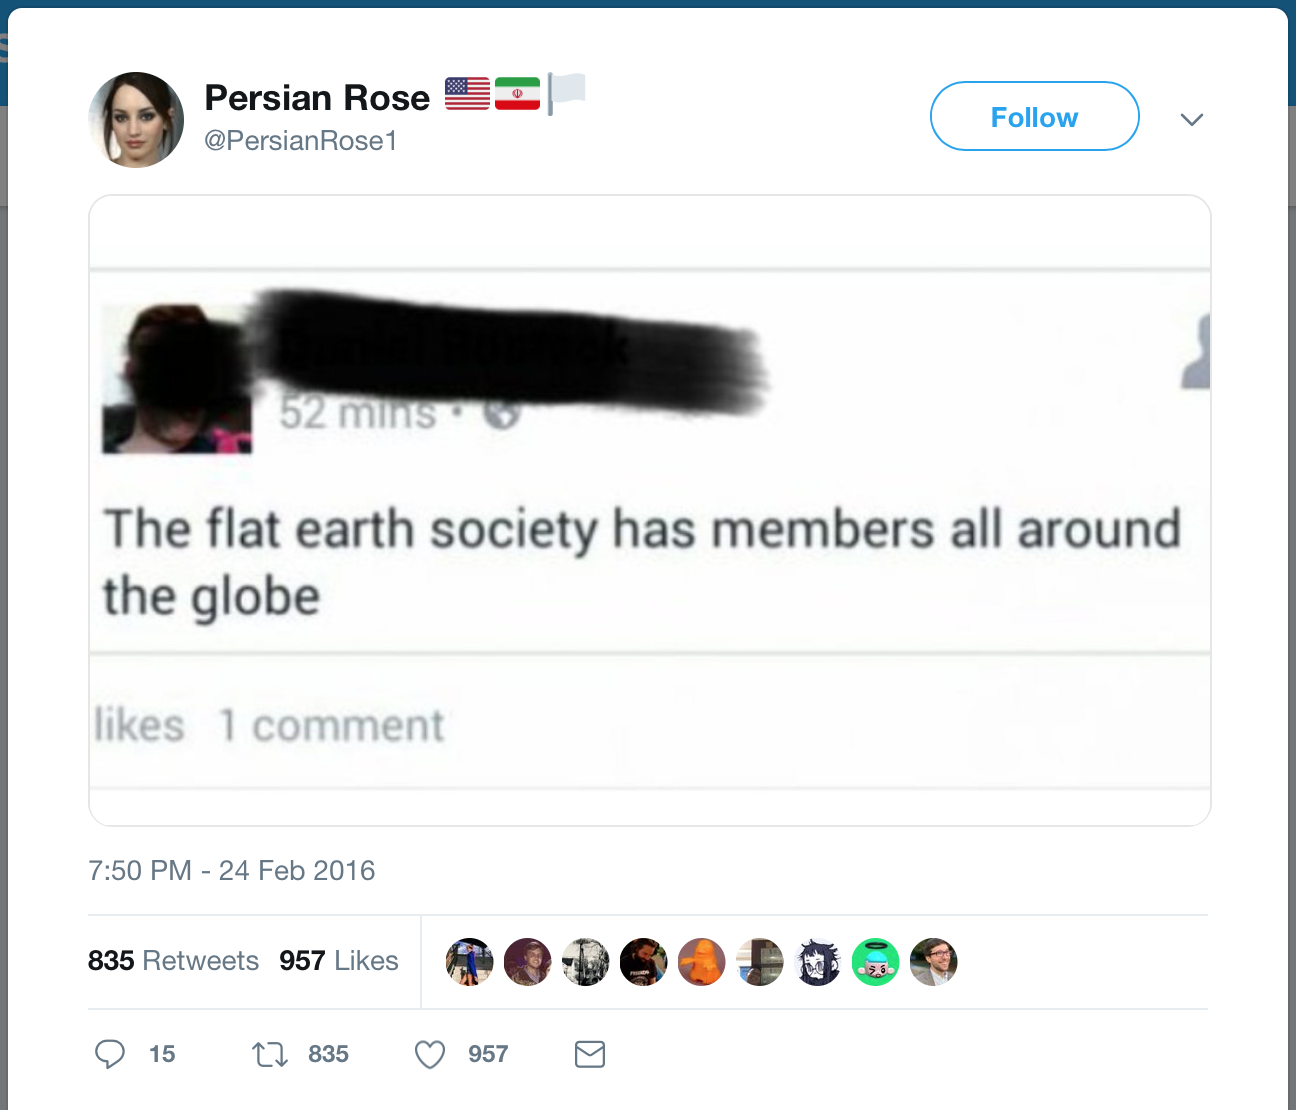 Persian Rose
@PersianRose1
Follow
52 mins
The flat earth society has members all around
the globe
likes 1 comment
7:50 PM - 24 Feb 2016
835 Retweets 957 Likes
15 835 957